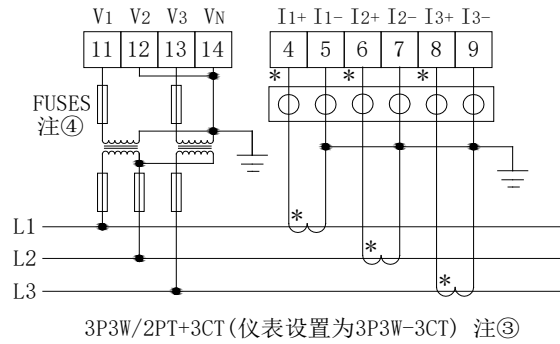 V1 V2 V3 VN I1+ I1- I2+ I2- I3+ I3-
11 12 13 14 4 5 6 7 8 9
* * *
FUSES
注④
* * *
L1
L2
L3
3P3W/2PT+3CT(仪表设置为3P3W-3CT) 注③